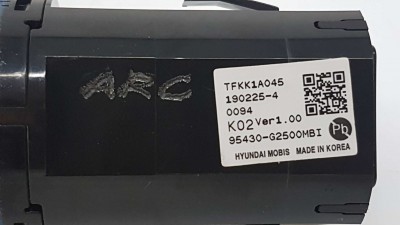 ARC
TFKK1A045
190225-4
0094
K02 Ver1.00
95430-G2500MBI
Pb
HYUNDAI MOBIS MADE IN KOREA